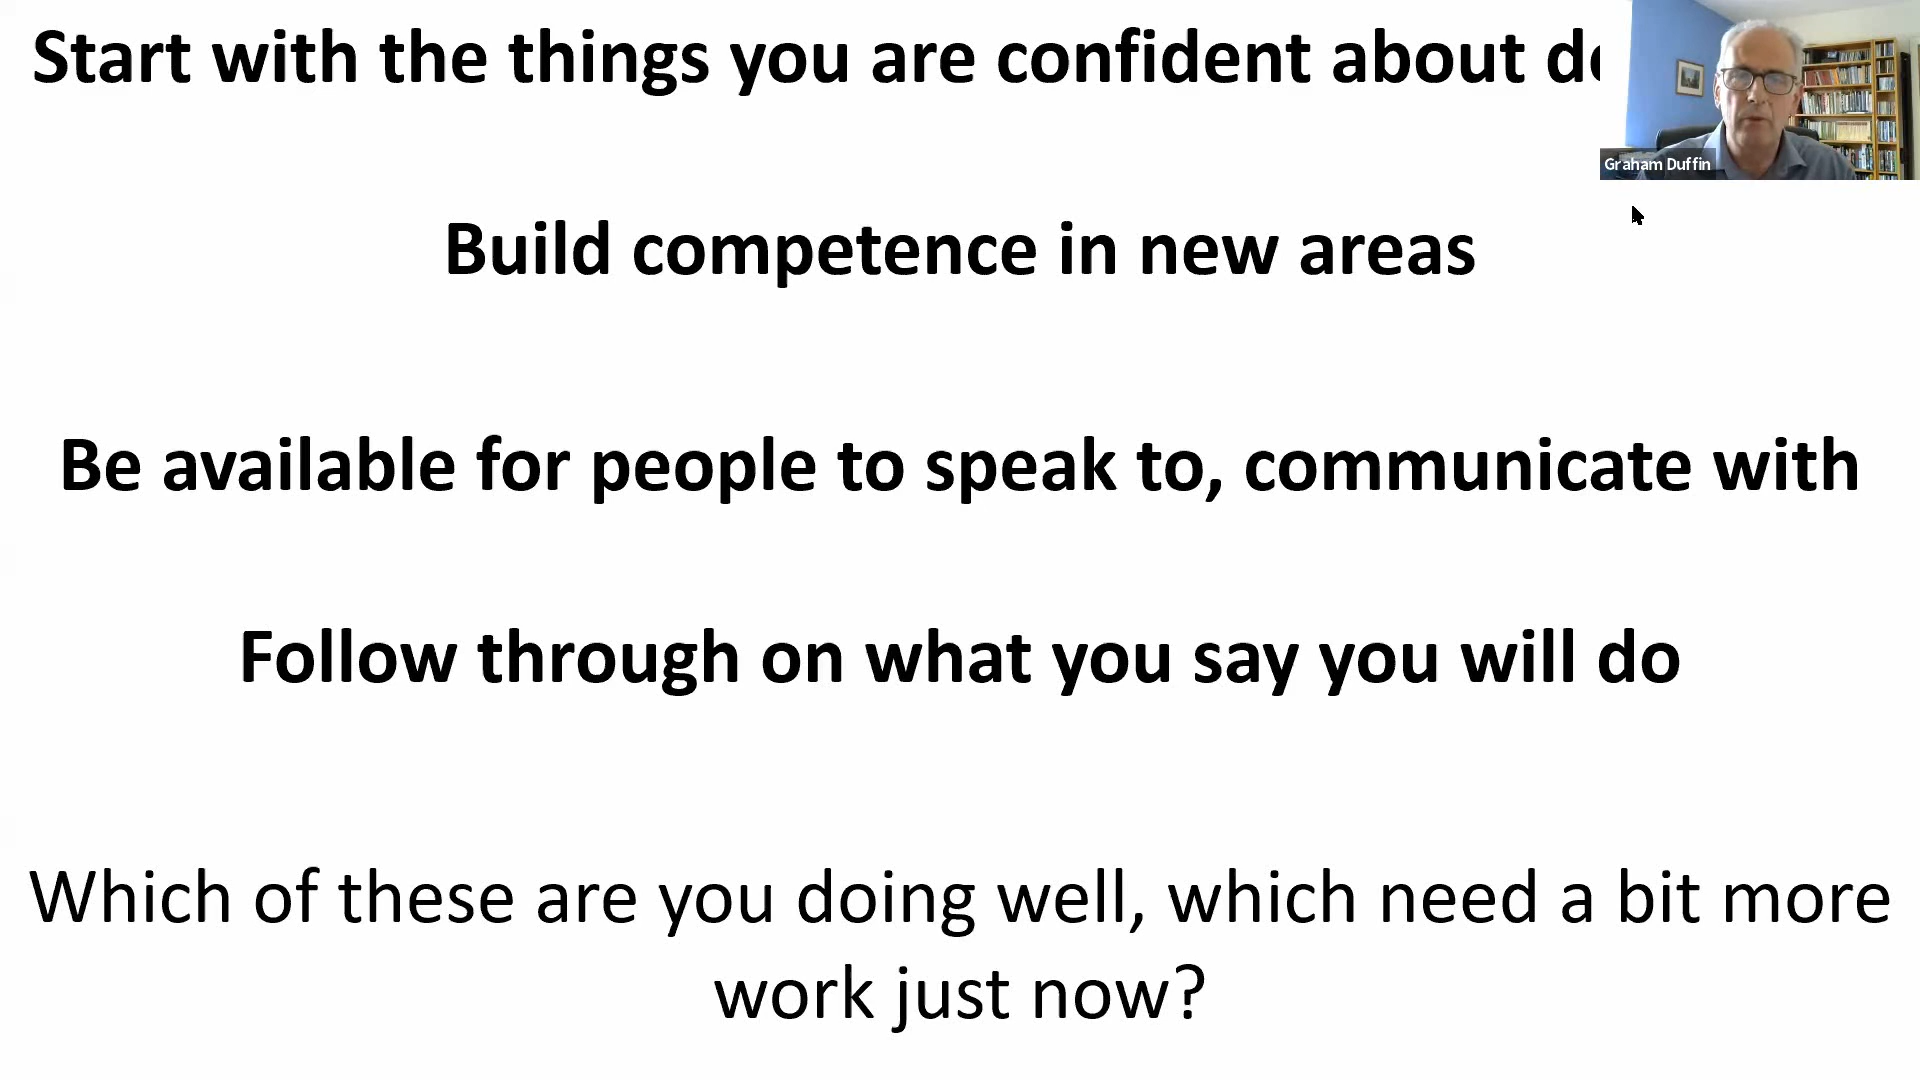 Start with the things you are confident about
Graham Duffin
Build competence in new areas
Be available for people to speak to, communicate with
Follow through on what you say you will do
Which of these are you doing well, which need a bit more
work just now?